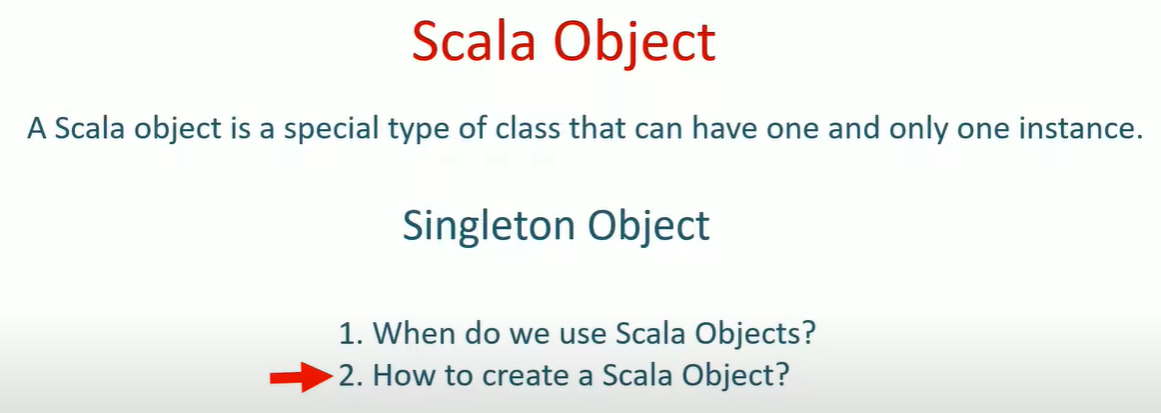 Scala Object
A Scala object is a special type of class that can have one and only one instance.
Singleton Object
1. When do we use Scala Objects?
2. How to create a Scala Object?